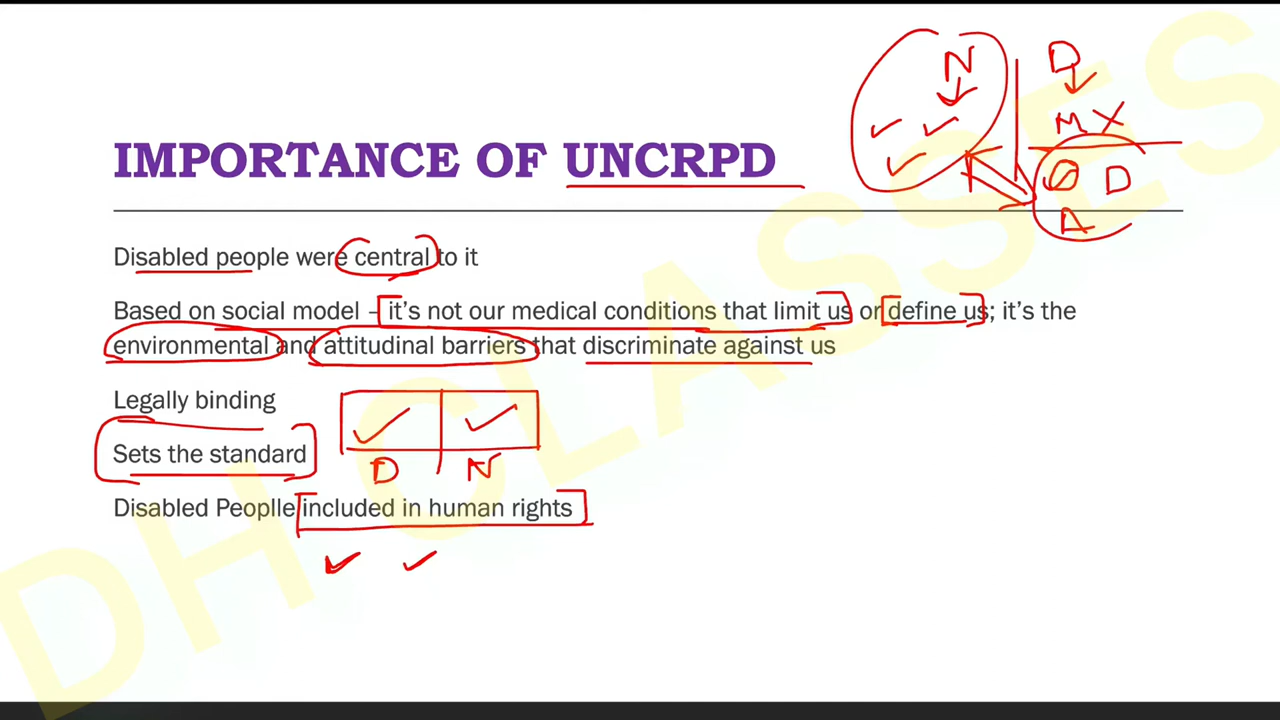 N D
M X
D
A
IMPORTANCE OF UNCRPD
Disabled people were central to it
Based on social model – it's not our medical conditions that limit us or define us; it's the
environmental and attitudinal barriers that discriminate against us
Legally binding
Sets the standard
D N
Disabled Peoplle included in human rights
DH CLASSES